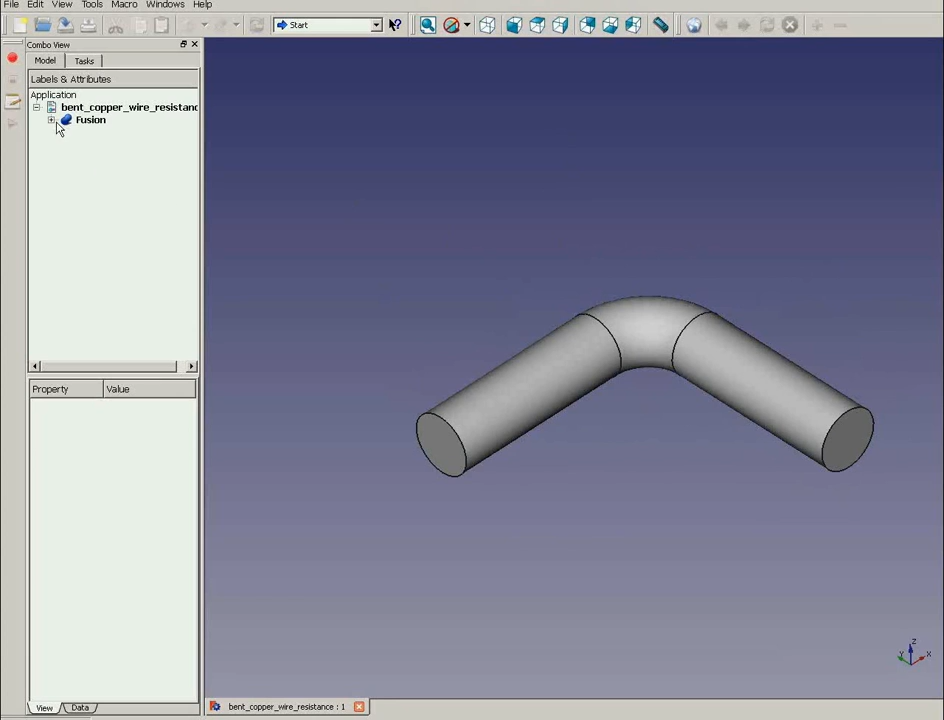 File Edit View Tools Macro Windows Help
Start
Combo View
Model Tasks
Labels & Attributes
Application
bent_copper_wire_resistanc
Fusion
Property Value
Z
Y X
View Data
bent_copper_wire_resistance : 1